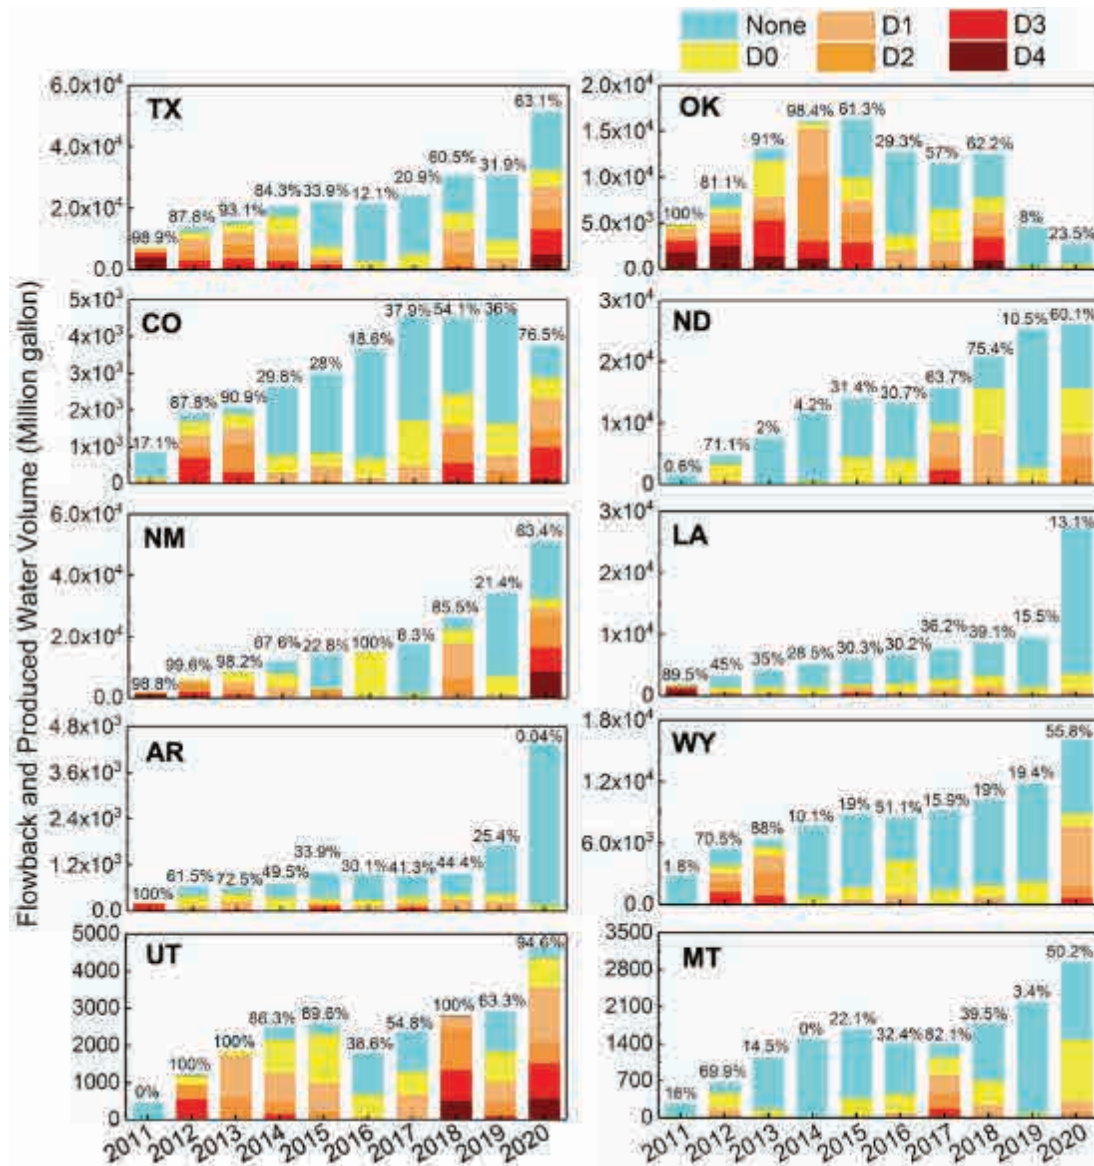 None D1 D3
D0 D2 D4
Flowback and Produced Water Volume (Million gallon)
TX
6.0x10⁴
4.0x10⁴
2.0x10⁴
0.0
98.9% 87.8% 93.1% 84.3% 33.9% 12.1% 20.9% 60.5% 31.9% 63.1%
OK
2.0x10⁴
1.5x10⁴
1.0x10⁴
5.0x10³
0.0
100% 81.1% 91% 98.4% 61.3% 29.3% 57% 62.2% 8% 23.5%
CO
5x10³
4x10³
3x10³
2x10³
1x10³
0
17.1% 87.8% 90.9% 29.8% 28% 18.6% 37.9% 54.1% 36% 76.5%
ND
3x10⁴
2x10⁴
1x10⁴
0
0.6% 71.1% 2% 4.2% 31.4% 30.7% 63.7% 75.4% 10.5% 60.1%
NM
6.0x10⁴
4.0x10⁴
2.0x10⁴
0.0
98.8% 99.6% 98.2% 67.6% 22.8% 100% 8.3% 85.5% 21.4% 63.4%
LA
3x10⁴
2x10⁴
1x10⁴
0
89.5% 45% 35% 28.5% 30.3% 30.2% 36.2% 39.1% 15.5% 13.1%
AR
4.8x10³
3.6x10³
2.4x10³
1.2x10³
0.0
100% 61.5% 72.5% 49.5% 33.9% 30.1% 41.3% 44.4% 25.4% 0.04%
WY
1.8x10⁴
1.2x10⁴
6.0x10³
0.0
1.8% 70.5% 88% 10.1% 19% 51.1% 15.9% 19% 19.4% 55.8%
UT
5000
4000
3000
2000
1000
0
0% 100% 100% 86.3% 89.6% 38.6% 54.8% 100% 63.3% 94.6%
MT
3500
2800
2100
1400
700
0
16% 69.9% 14.5% 0% 22.1% 32.4% 82.1% 39.5% 3.4% 50.2%
2011 2012 2013 2014 2015 2016 2017 2018 2019 2020
2011 2012 2013 2014 2015 2016 2017 2018 2019 2020